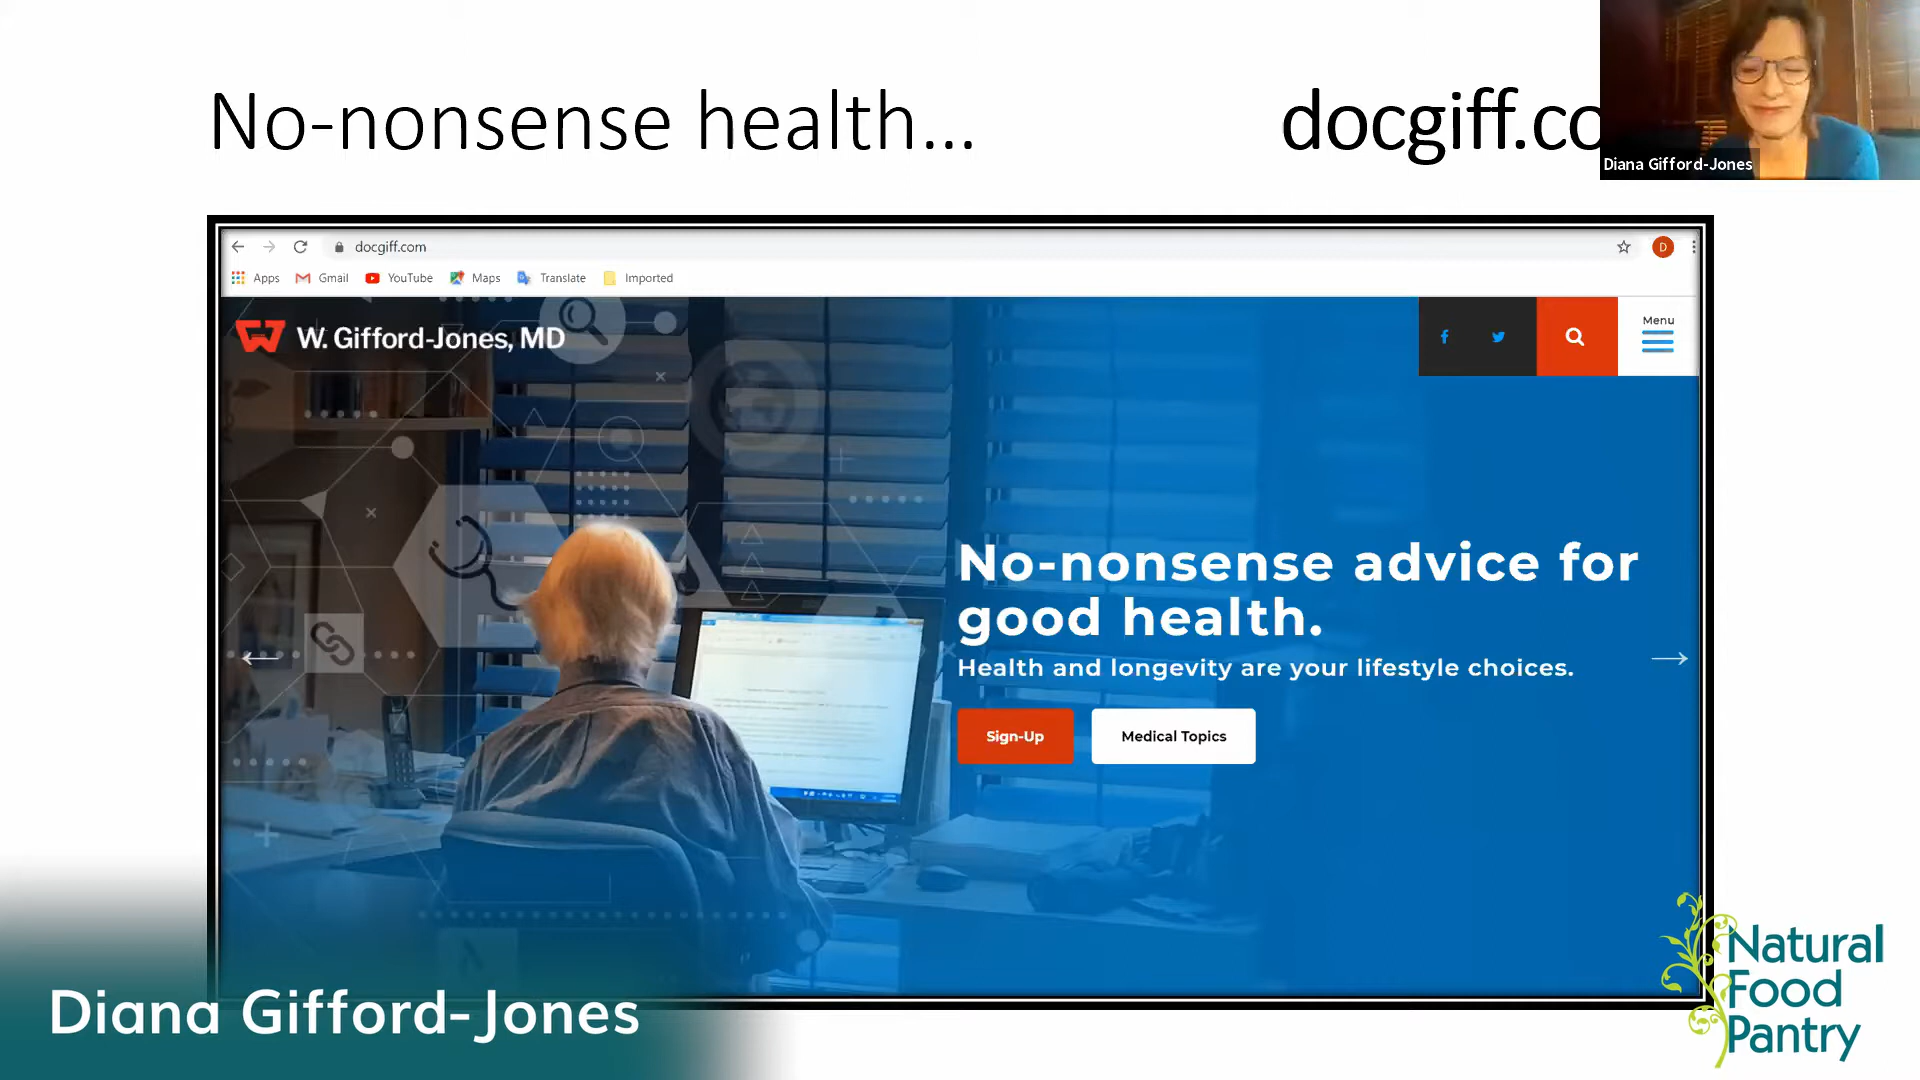 No-nonsense health...
docgiff.co
Diana Gifford-Jones
docgiff.com
D
Apps
Gmail
YouTube
Maps
Translate
Imported
W. Gifford-Jones, MD
Menu
No-nonsense advice for
good health.
Health and longevity are your lifestyle choices.
Sign-Up
Medical Topics
Diana Gifford-Jones
Natural
Food
Pantry